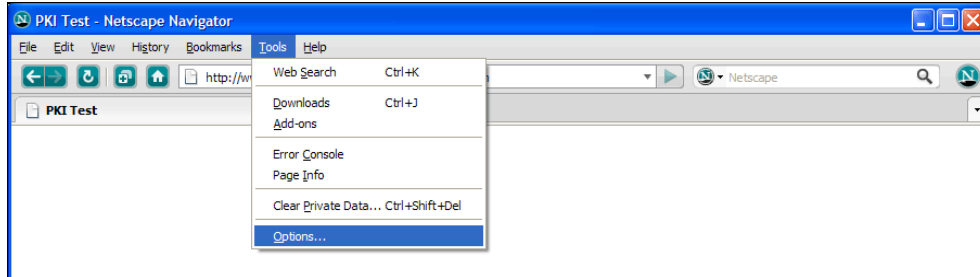 PKI Test - Netscape Navigator
File Edit View History Bookmarks Tools Help
http://w
Netscape
PKI Test
Web Search Ctrl+K
Downloads Ctrl+J
Add-ons
Error Console
Page Info
Clear Private Data... Ctrl+Shift+Del
Options...